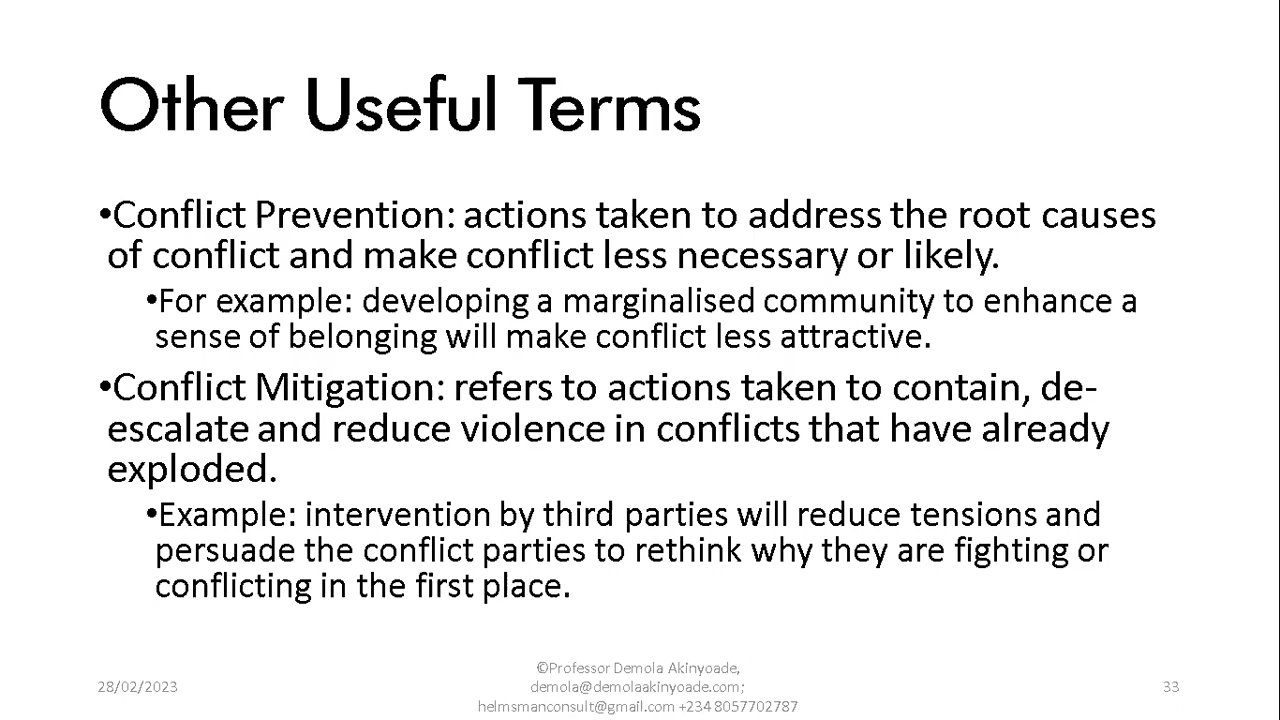 Other Useful Terms
•Conflict Prevention: actions taken to address the root causes
of conflict and make conflict less necessary or likely.
•For example: developing a marginalised community to enhance a
sense of belonging will make conflict less attractive.
•Conflict Mitigation: refers to actions taken to contain, de-
escalate and reduce violence in conflicts that have already
exploded.
•Example: intervention by third parties will reduce tensions and
persuade the conflict parties to rethink why they are fighting or
conflicting in the first place.
28/02/2023
©Professor Demola Akinyoade,
demola@demolaakinyoade.com;
helmsmanconsult@gmail.com +234 8057702787
33